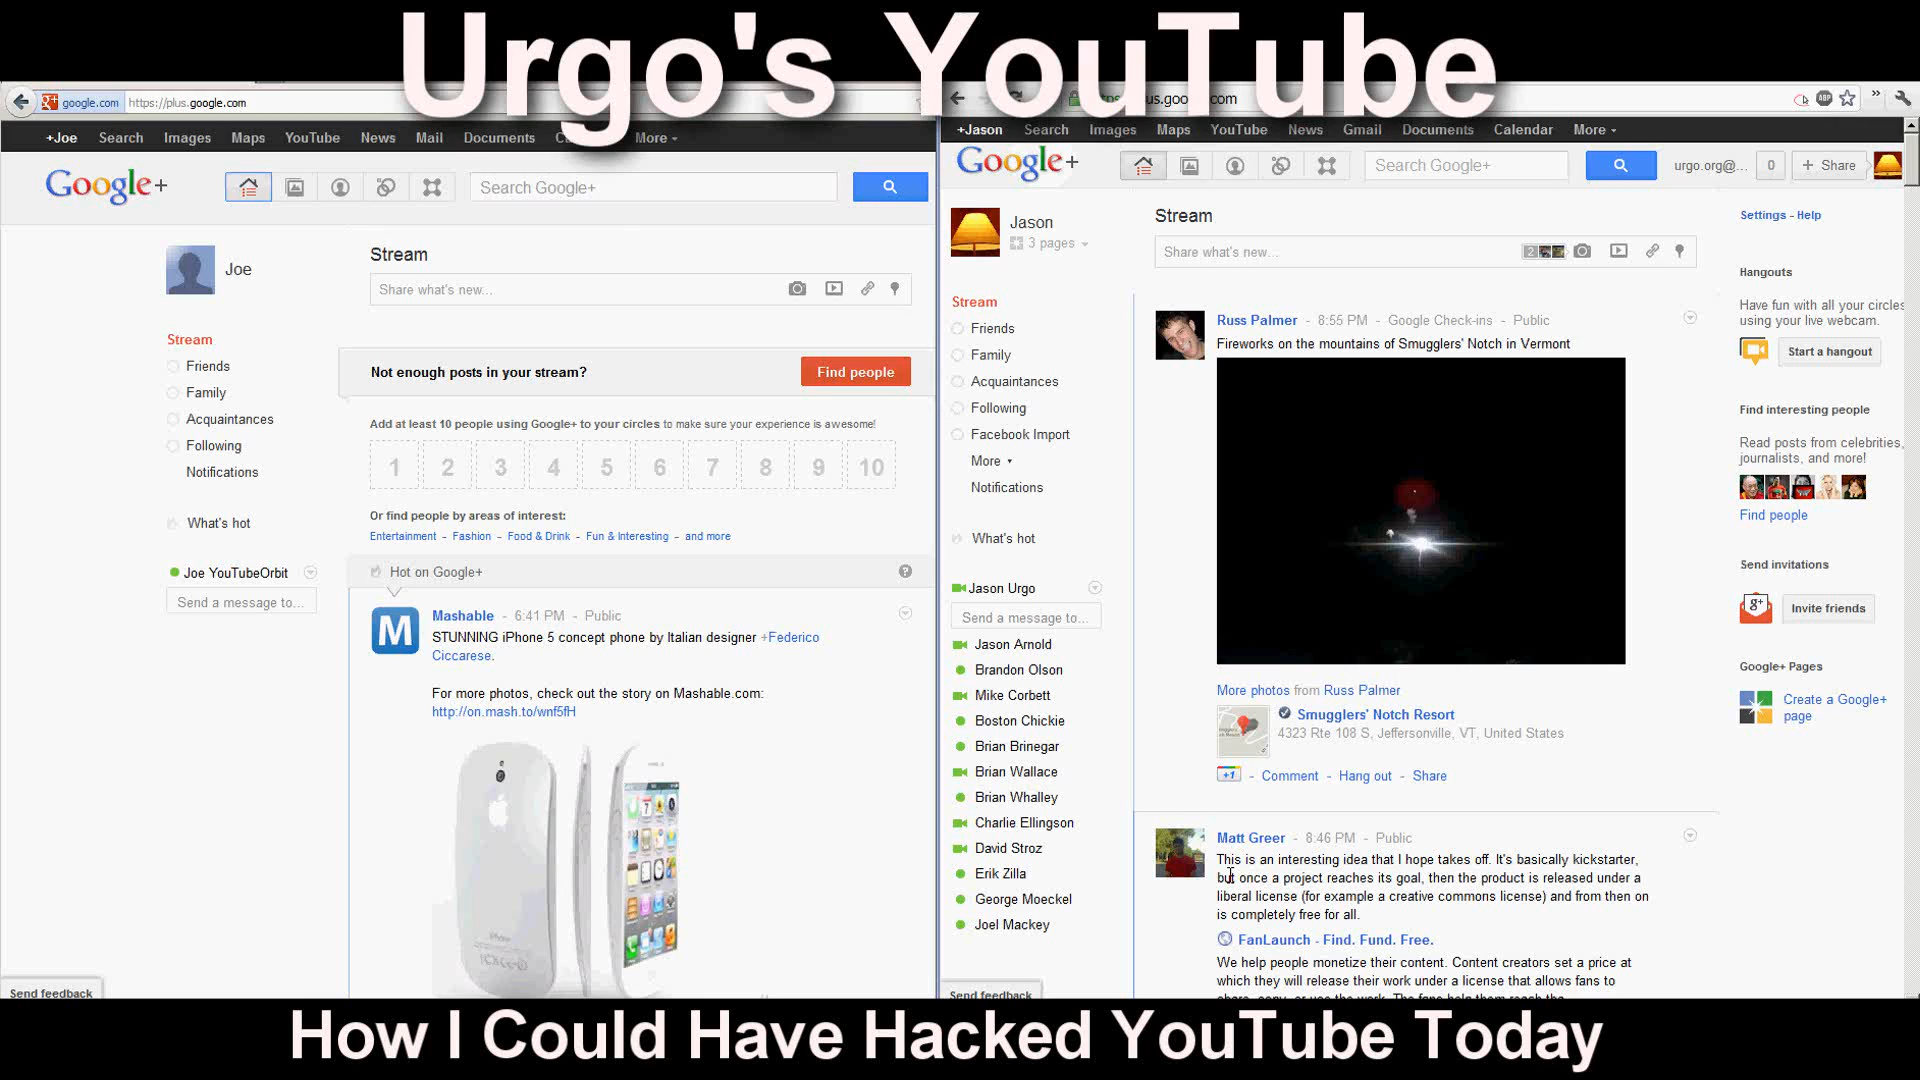 Urgo's YouTube
google.com https://plus.google.com
+Joe Search Images Maps YouTube News Mail Documents More
Google+
Search Google+
Joe
Stream
Share what's new...
Stream
Friends
Family
Acquaintances
Following
Notifications
What's hot
Joe YouTubeOrbit
Send a message to...
Not enough posts in your stream?
Find people
Add at least 10 people using Google+ to your circles to make sure your experience is awesome!
1 2 3 4 5 6 7 8 9 10
Or find people by areas of interest:
Entertainment - Fashion - Food & Drink - Fun & Interesting - and more
Hot on Google+
Mashable - 6:41 PM - Public
STUNNING iPhone 5 concept phone by Italian designer +Federico
Ciccarese.
For more photos, check out the story on Mashable.com:
http://on.mash.to/wnf5fH
iPhone
Send feedback
+Jason Search Images Maps YouTube News Gmail Documents Calendar More
Google+
Search Google+
urgo.org@...
0
+ Share
Jason
3 pages
Stream
Share what's new...
2
Stream
Friends
Family
Acquaintances
Following
Facebook Import
More
Notifications
What's hot
Jason Urgo
Send a message to...
Jason Arnold
Brandon Olson
Mike Corbett
Boston Chickie
Brian Brinegar
Brian Wallace
Brian Whalley
Charlie Ellingson
David Stroz
Erik Zilla
George Moeckel
Joel Mackey
Send feedback
Russ Palmer - 8:55 PM - Google Check-ins - Public
Fireworks on the mountains of Smugglers' Notch in Vermont
More photos from Russ Palmer
Smugglers' Notch Resort
4323 Rte 108 S, Jeffersonville, VT, United States
+1 - Comment - Hang out - Share
Matt Greer - 8:46 PM - Public
This is an interesting idea that I hope takes off. It's basically kickstarter,
but once a project reaches its goal, then the product is released under a
liberal license (for example a creative commons license) and from then on
is completely free for all.
FanLaunch - Find. Fund. Free.
We help people monetize their content. Content creators set a price at
which they will release their work under a license that allows fans to
Settings - Help
Hangouts
Have fun with all your circles
using your live webcam.
Start a hangout
Find interesting people
Read posts from celebrities,
journalists, and more!
Find people
Send invitations
g+
Invite friends
Google+ Pages
Create a Google+
page
How I Could Have Hacked YouTube Today